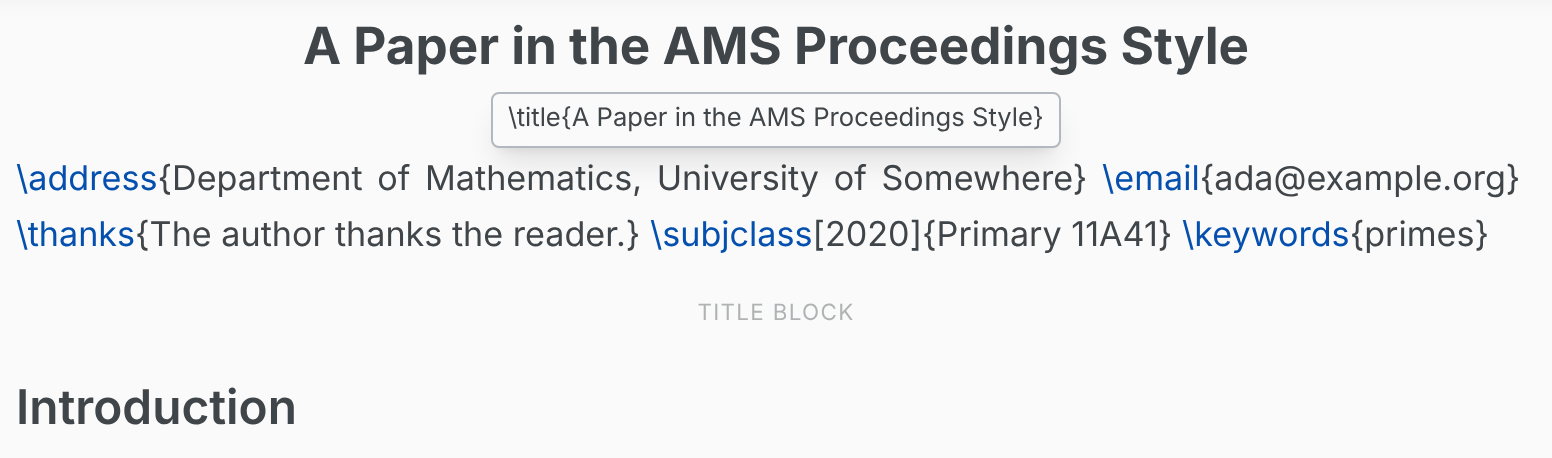 A Paper in the AMS Proceedings Style
\title{A Paper in the AMS Proceedings Style}
\address{Department of Mathematics, University of Somewhere} \email{ada@example.org}
\thanks{The author thanks the reader.} \subjclass[2020]{Primary 11A41} \keywords{primes}
TITLE BLOCK
Introduction